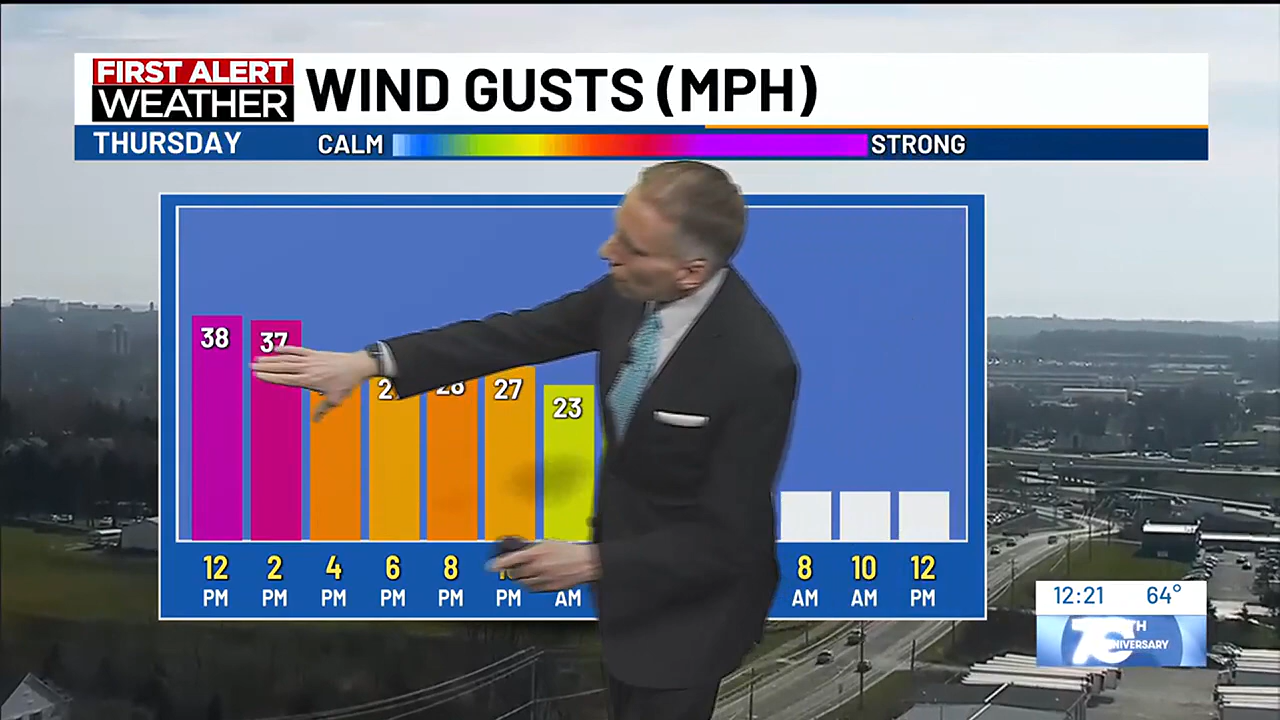 FIRST ALERT
WEATHER
WIND GUSTS (MPH)
THURSDAY
CALM
STRONG
38
37
27
23
12
PM
2
PM
4
PM
6
PM
8
PM
PM
AM
8
AM
10
AM
12
PM
12:21
64°